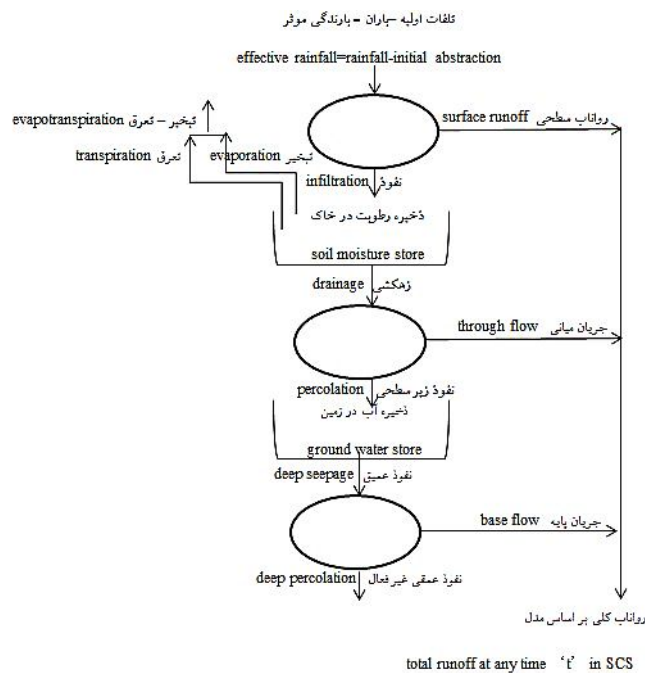 تلفات اولیه -باران - بارندگی موثر
effective rainfall=rainfall-initial abstraction
surface runoff رواناب سطحی
evapotranspiration تبخیر – تعرق
transpiration تعرق
evaporation تبخیر
infiltration نفوذ
ذخیره رطوبت در خاک
soil moisture store
drainage زهکشی
through flow جریان میانی
percolation نفوذ زیر سطحی
ذخیره آب در زمین
ground water store
deep seepage نفوذ عمیق
base flow جریان پایه
deep percolation نفوذ عمقی غیر فعال
رواناب کلی بر اساس مدل
total runoff at any time ‘t’ in SCS